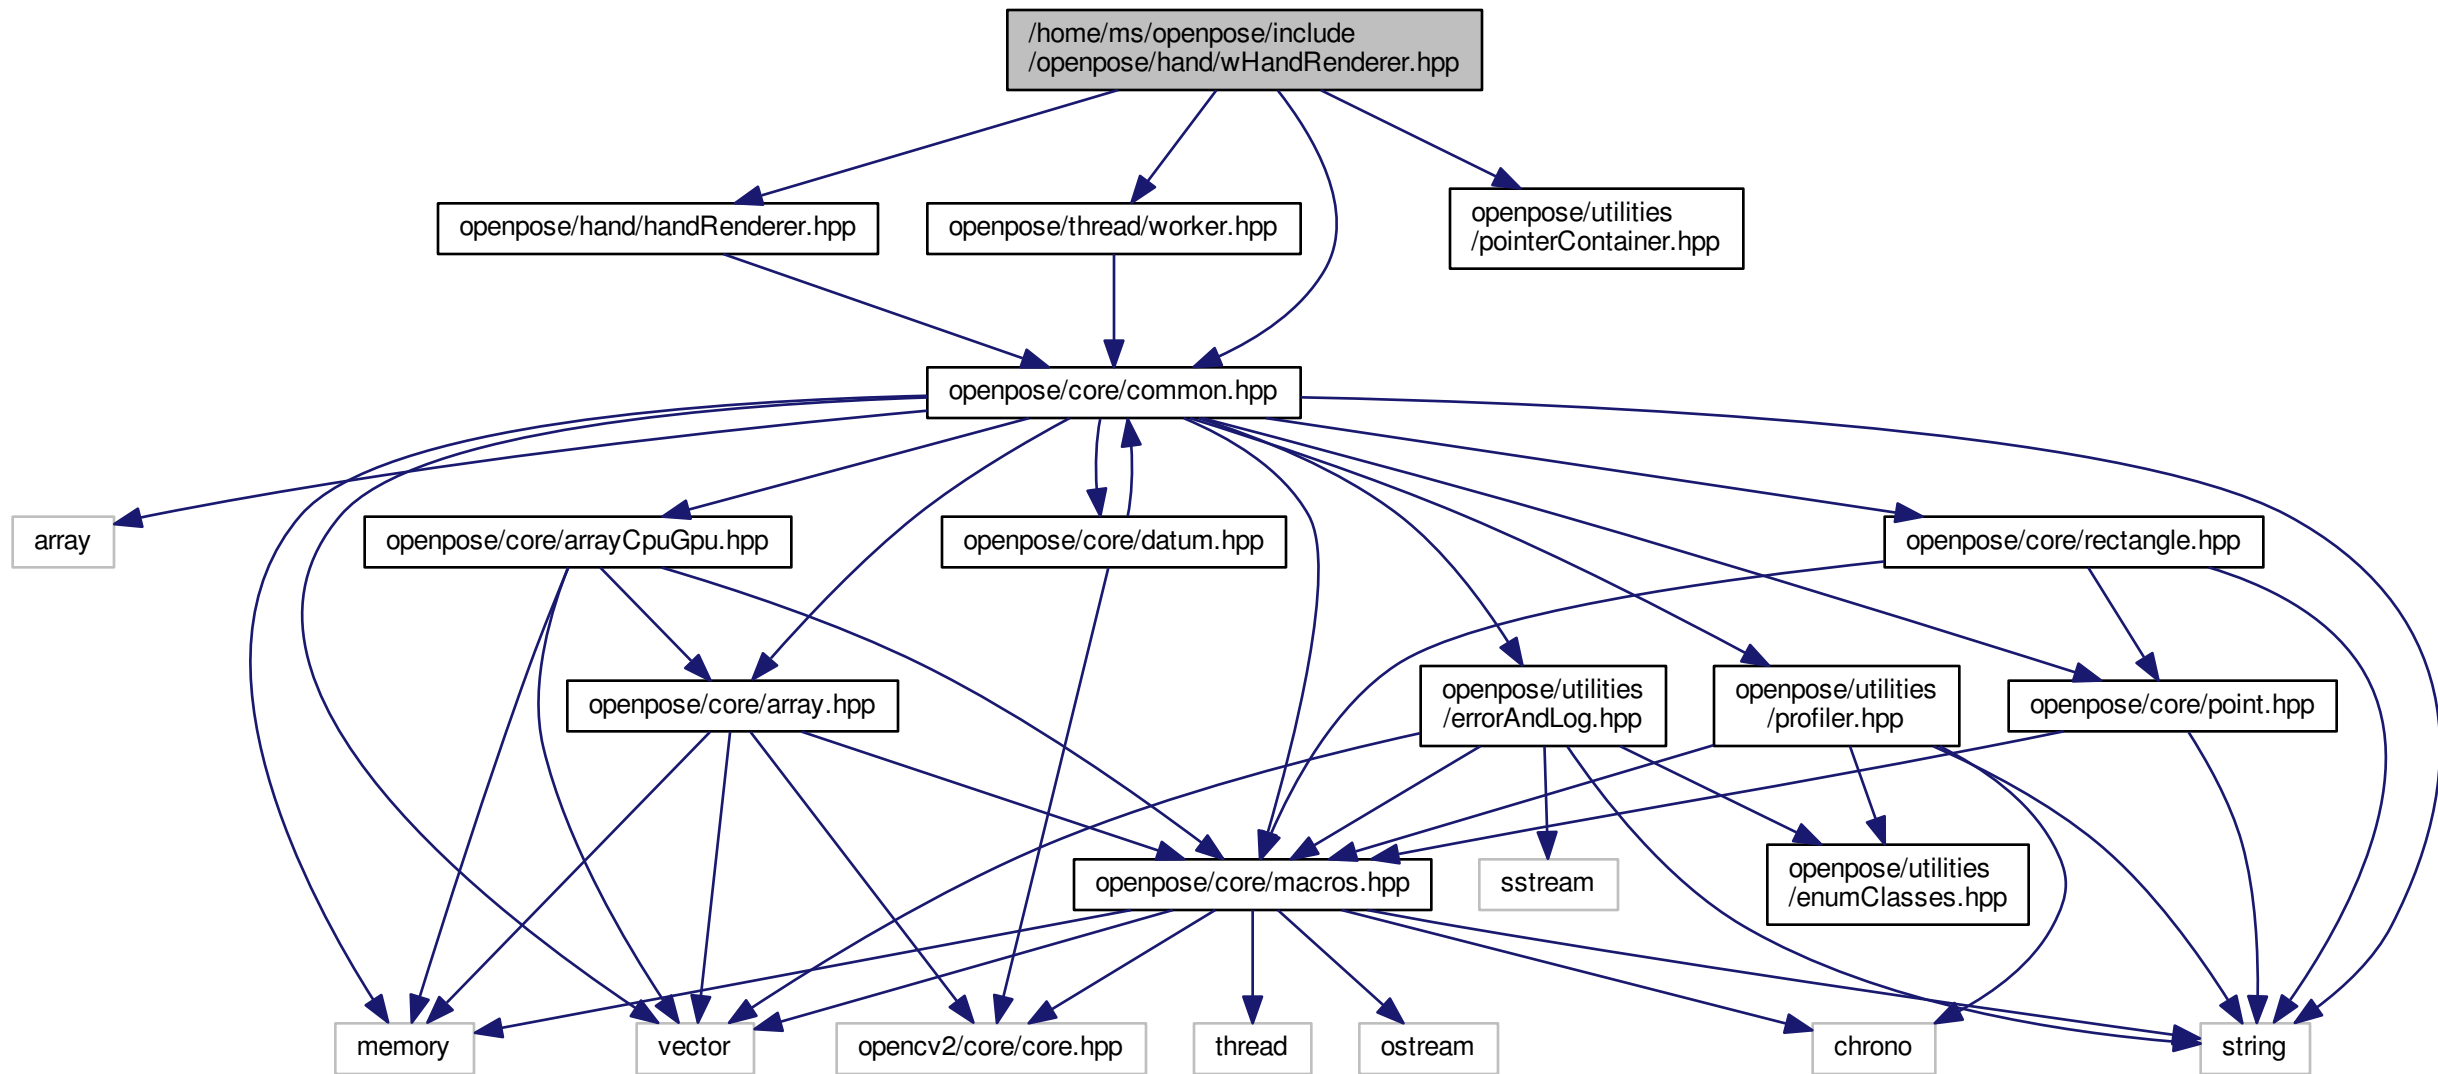 /home/ms/openpose/include
/openpose/hand/wHandRenderer.hpp
openpose/hand/handRenderer.hpp
openpose/thread/worker.hpp
openpose/utilities
/pointerContainer.hpp
openpose/core/common.hpp
array
openpose/core/arrayCpuGpu.hpp
openpose/core/datum.hpp
openpose/core/rectangle.hpp
openpose/core/array.hpp
openpose/utilities
/errorAndLog.hpp
openpose/utilities
/profiler.hpp
openpose/core/point.hpp
openpose/core/macros.hpp
sstream
openpose/utilities
/enumClasses.hpp
memory
vector
opencv2/core/core.hpp
thread
ostream
chrono
string